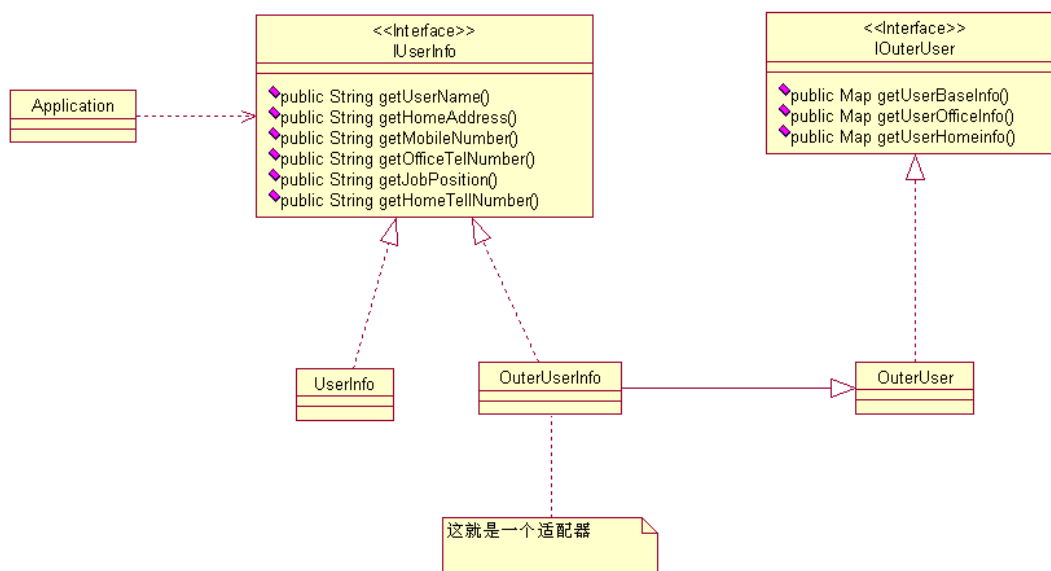 <<Interface>>
IUserInfo
public String getUserName()
public String getHomeAddress()
public String getMobileNumber()
public String getOfficeTelNumber()
public String getJobPosition()
public String getHomeTellNumber()
<<Interface>>
IOuterUser
public Map getUserBaseInfo()
public Map getUserOfficeInfo()
public Map getUserHomeinfo()
Application
UserInfo
OuterUserInfo
OuterUser
这就是一个适配器